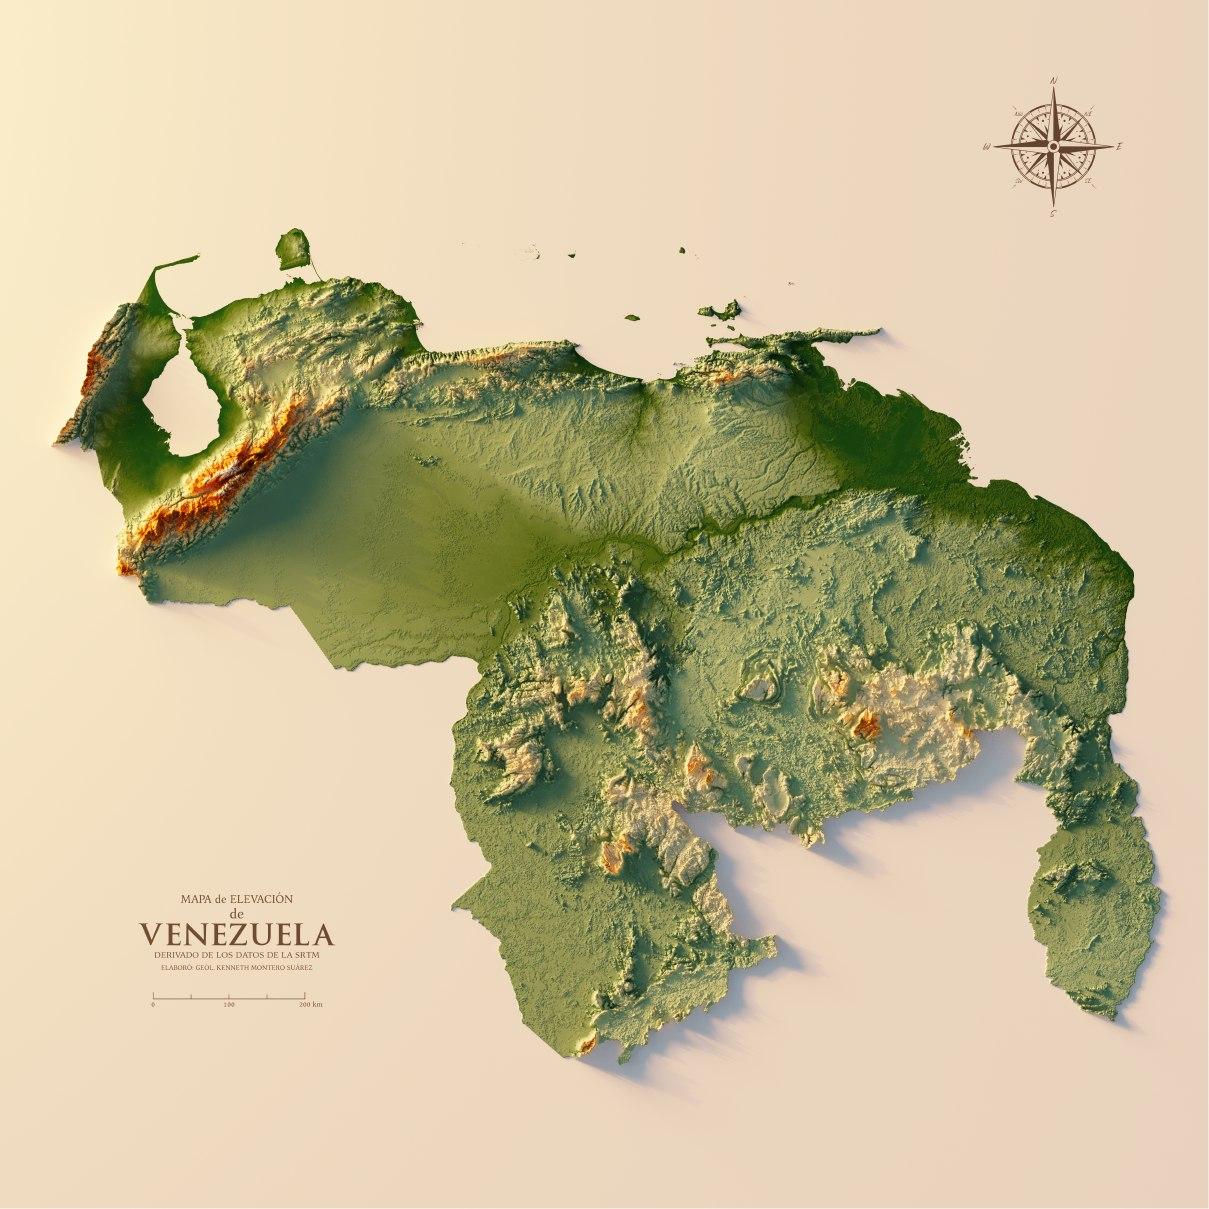 N
NW NE
W E
SW SE
S
MAPA de ELEVACIÓN
de
VENEZUELA
DERIVADO DE LOS DATOS DE LA SRTM
ELABORÓ: GEÓL. KENNETH MONTERO SUÁREZ
0 100 200 km